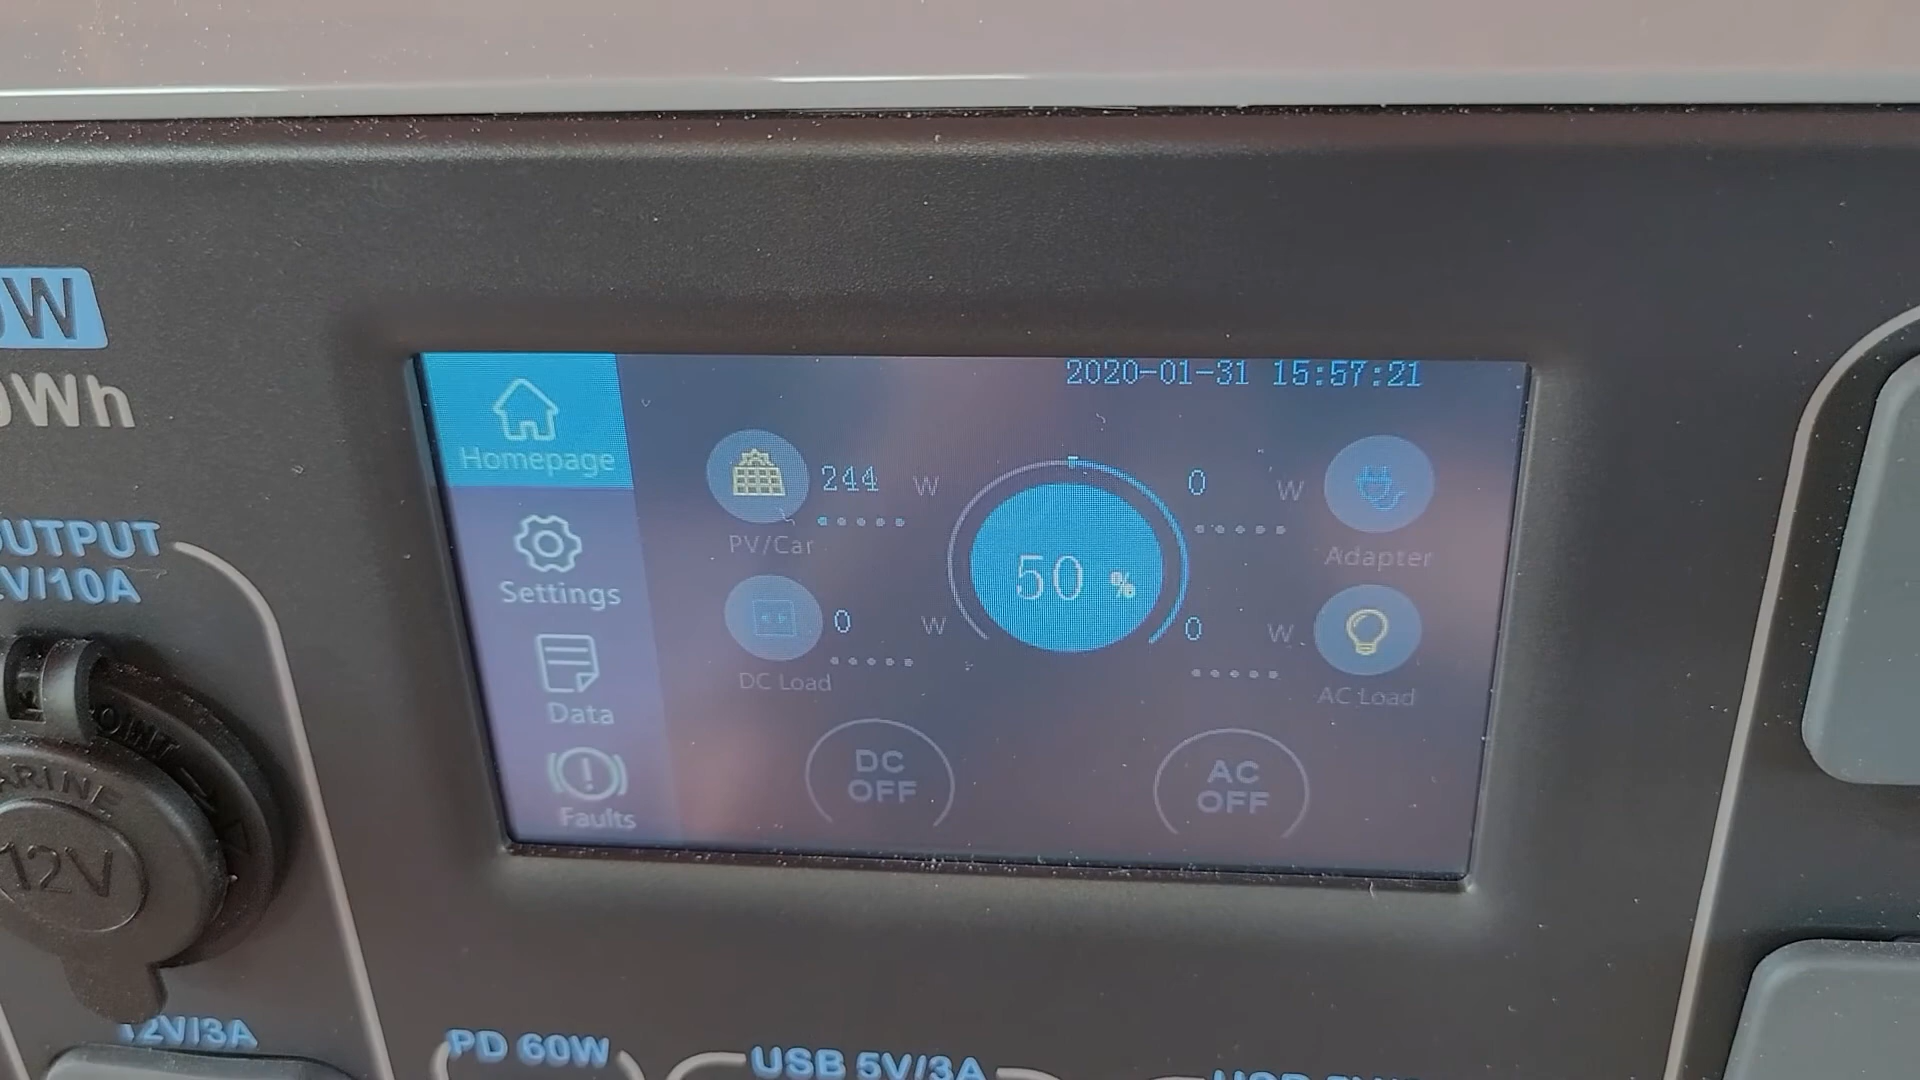 2020-01-31 15:57:21
Homepage
244 W
0 W
PV/Car
Adapter
50 %
Settings
0 W
0 W
DC Load
AC Load
Data
DC
OFF
AC
OFF
Faults
W
Wh
OUTPUT
V/10A
12V
12V/3A
PD 60W
USB 5V/3A